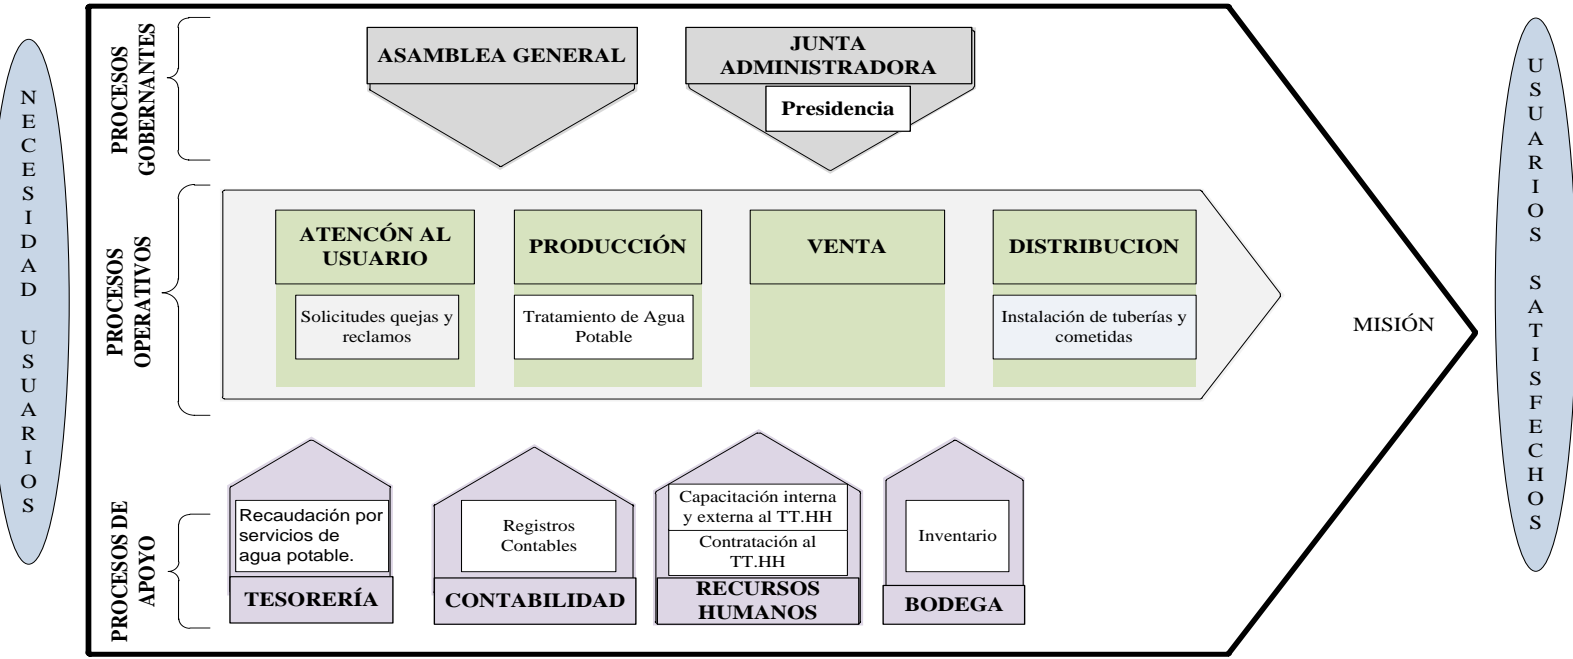 NECESIDAD USUARIOS
PROCESOS
GOBERNANTES
ASAMBLEA GENERAL
JUNTA
ADMINISTRADORA
Presidencia
PROCESOS
OPERATIVOS
ATENCÓN AL
USUARIO
Solicitudes quejas y
reclamos
PRODUCCIÓN
Tratamiento de Agua
Potable
VENTA
DISTRIBUCION
Instalación de tuberías y
cometidas
MISIÓN
PROCESOS DE
APOYO
Recaudación por
servicios de
agua potable.
TESORERÍA
Registros
Contables
CONTABILIDAD
Capacitación interna
y externa al TT.HH
Contratación al
TT.HH
RECURSOS
HUMANOS
Inventario
BODEGA
USUARIOS SATISFECHOS